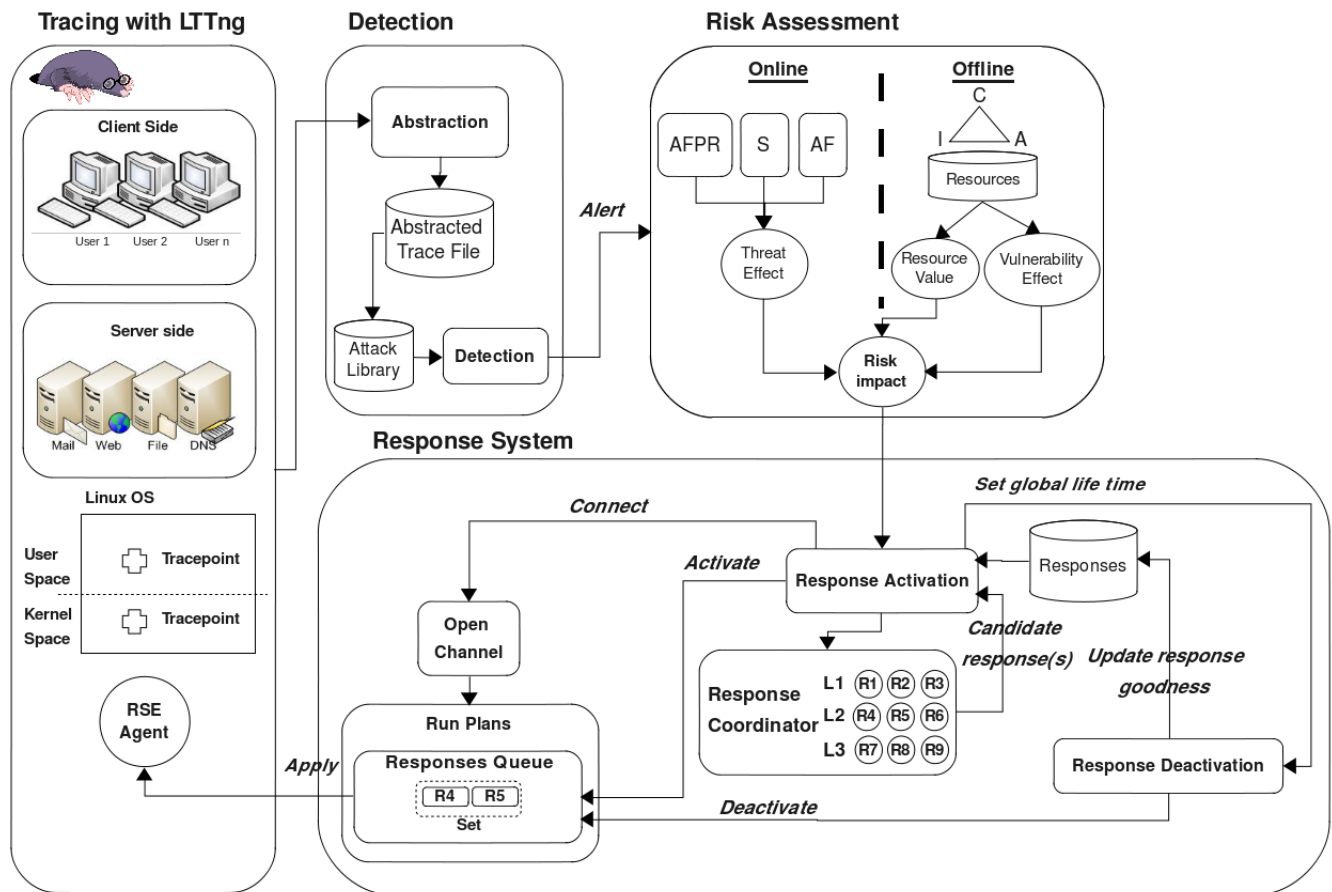 Tracing with LTTng
Client Side
User 1 User 2 User n
Server side
Mail Web File DNS
Linux OS
User
Space
Tracepoint
Kernel
Space
Tracepoint
RSE
Agent
Detection
Abstraction
Abstracted
Trace File
Attack
Library
Detection
Alert
Risk Assessment
Online
Offline
C
I
A
AFPR
S
AF
Resources
Threat
Effect
Resource
Value
Vulnerability
Effect
Risk
impact
Response System
Set global life time
Connect
Activate
Response Activation
Responses
Open
Channel
Candidate
response(s)
Update response
goodness
Response
Coordinator
L1 R1 R2 R3
L2 R4 R5 R6
L3 R7 R8 R9
Run Plans
Responses Queue
R4 R5
Set
Apply
Response Deactivation
Deactivate